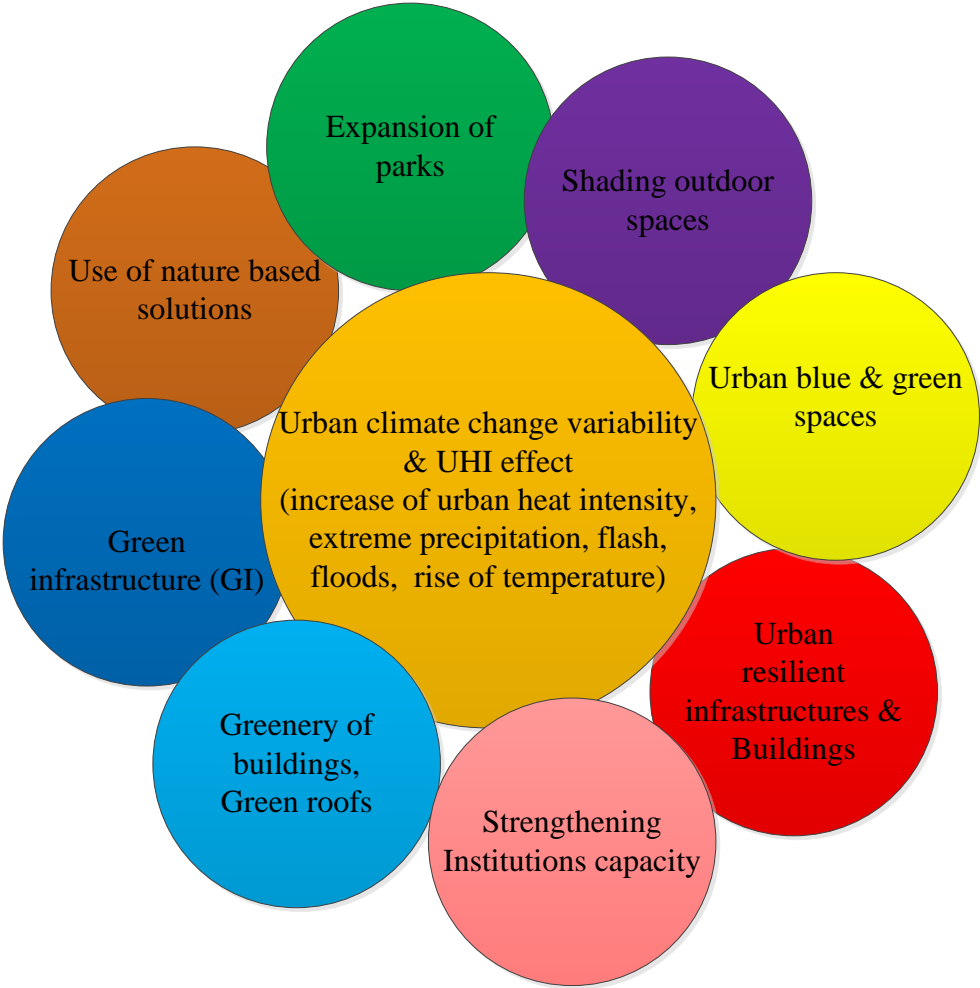 Expansion of
parks
Shading outdoor
spaces
Use of nature based
solutions
Urban blue & green
spaces
Urban climate change variability
& UHI effect
(increase of urban heat intensity,
extreme precipitation, flash,
floods,  rise of temperature)
Green
infrastructure (GI)
Urban
resilient
infrastructures &
Buildings
Greenery of
buildings,
Green roofs
Strengthening
Institutions capacity